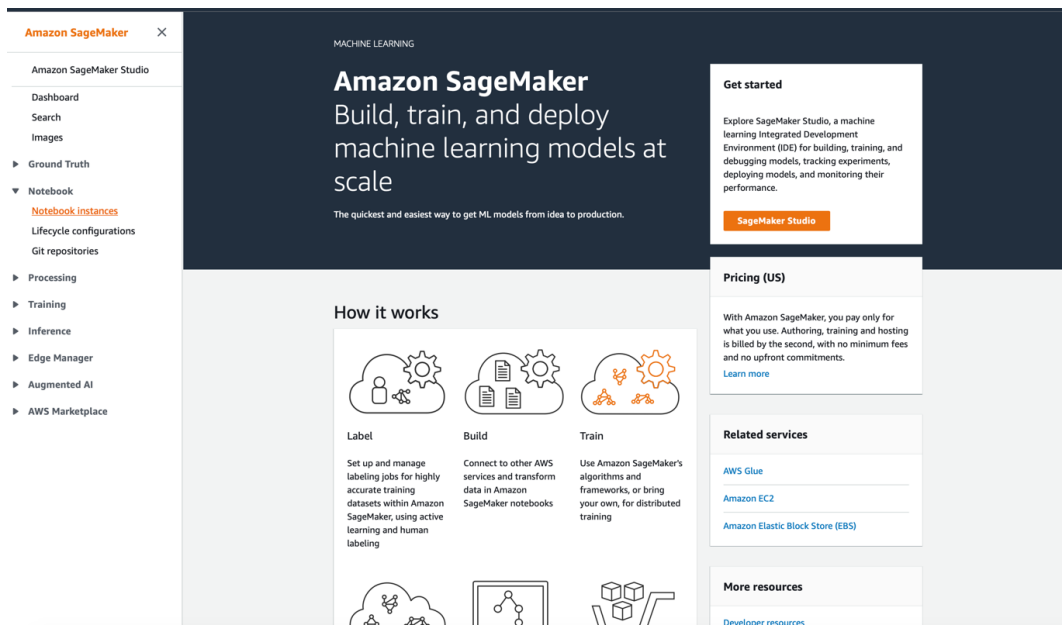 Amazon SageMaker
Amazon SageMaker Studio
Dashboard
Search
Images
Ground Truth
Notebook
Notebook instances
Lifecycle configurations
Git repositories
Processing
Training
Inference
Edge Manager
Augmented AI
AWS Marketplace
MACHINE LEARNING
Amazon SageMaker
Build, train, and deploy
machine learning models at
scale
The quickest and easiest way to get ML models from idea to production.
Get started
Explore SageMaker Studio, a machine
learning Integrated Development
Environment (IDE) for building, training, and
debugging models, tracking experiments,
deploying models, and monitoring their
performance.
SageMaker Studio
Pricing (US)
With Amazon SageMaker, you pay only for
what you use. Authoring, training and hosting
is billed by the second, with no minimum fees
and no upfront commitments.
Learn more
How it works
Label
Set up and manage
labeling jobs for highly
accurate training
datasets within Amazon
SageMaker, using active
learning and human
labeling
Build
Connect to other AWS
services and transform
data in Amazon
SageMaker notebooks
Train
Use Amazon SageMaker's
algorithms and
frameworks, or bring
your own, for distributed
training
Related services
AWS Glue
Amazon EC2
Amazon Elastic Block Store (EBS)
More resources
Developer resources